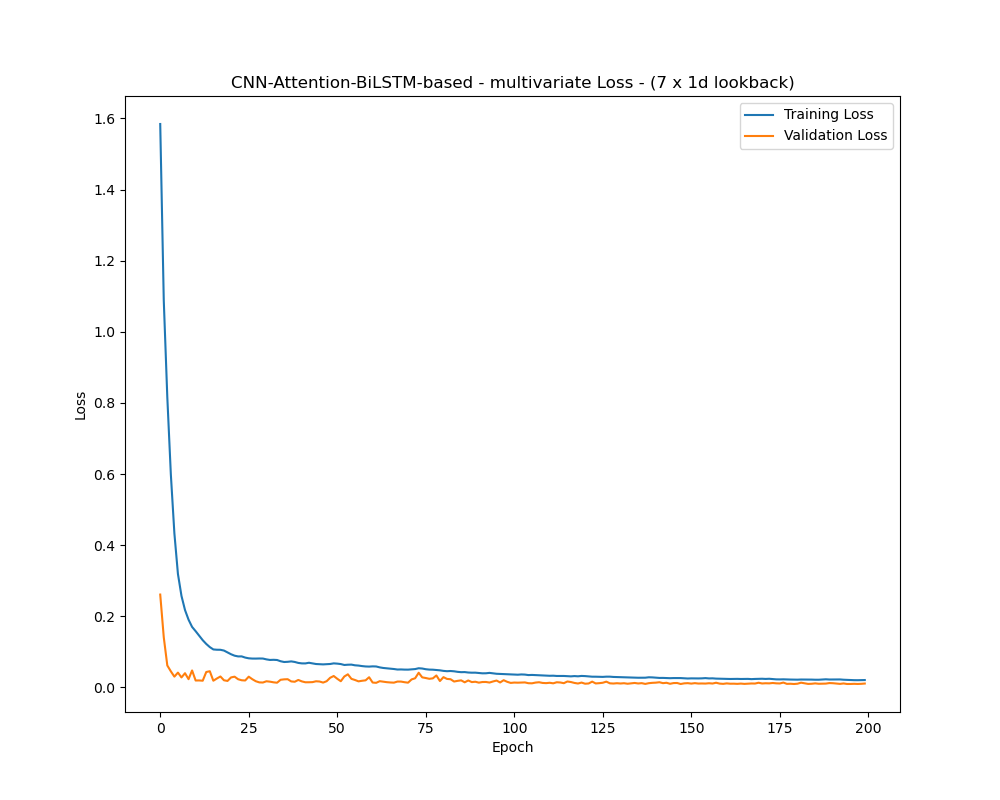 CNN-Attention-BiLSTM-based - multivariate Loss - (7 x 1d lookback)
Training Loss
Validation Loss
1.6
1.4
1.2
1.0
0.8
0.6
0.4
0.2
0.0
Loss
0 25 50 75 100 125 150 175 200
Epoch